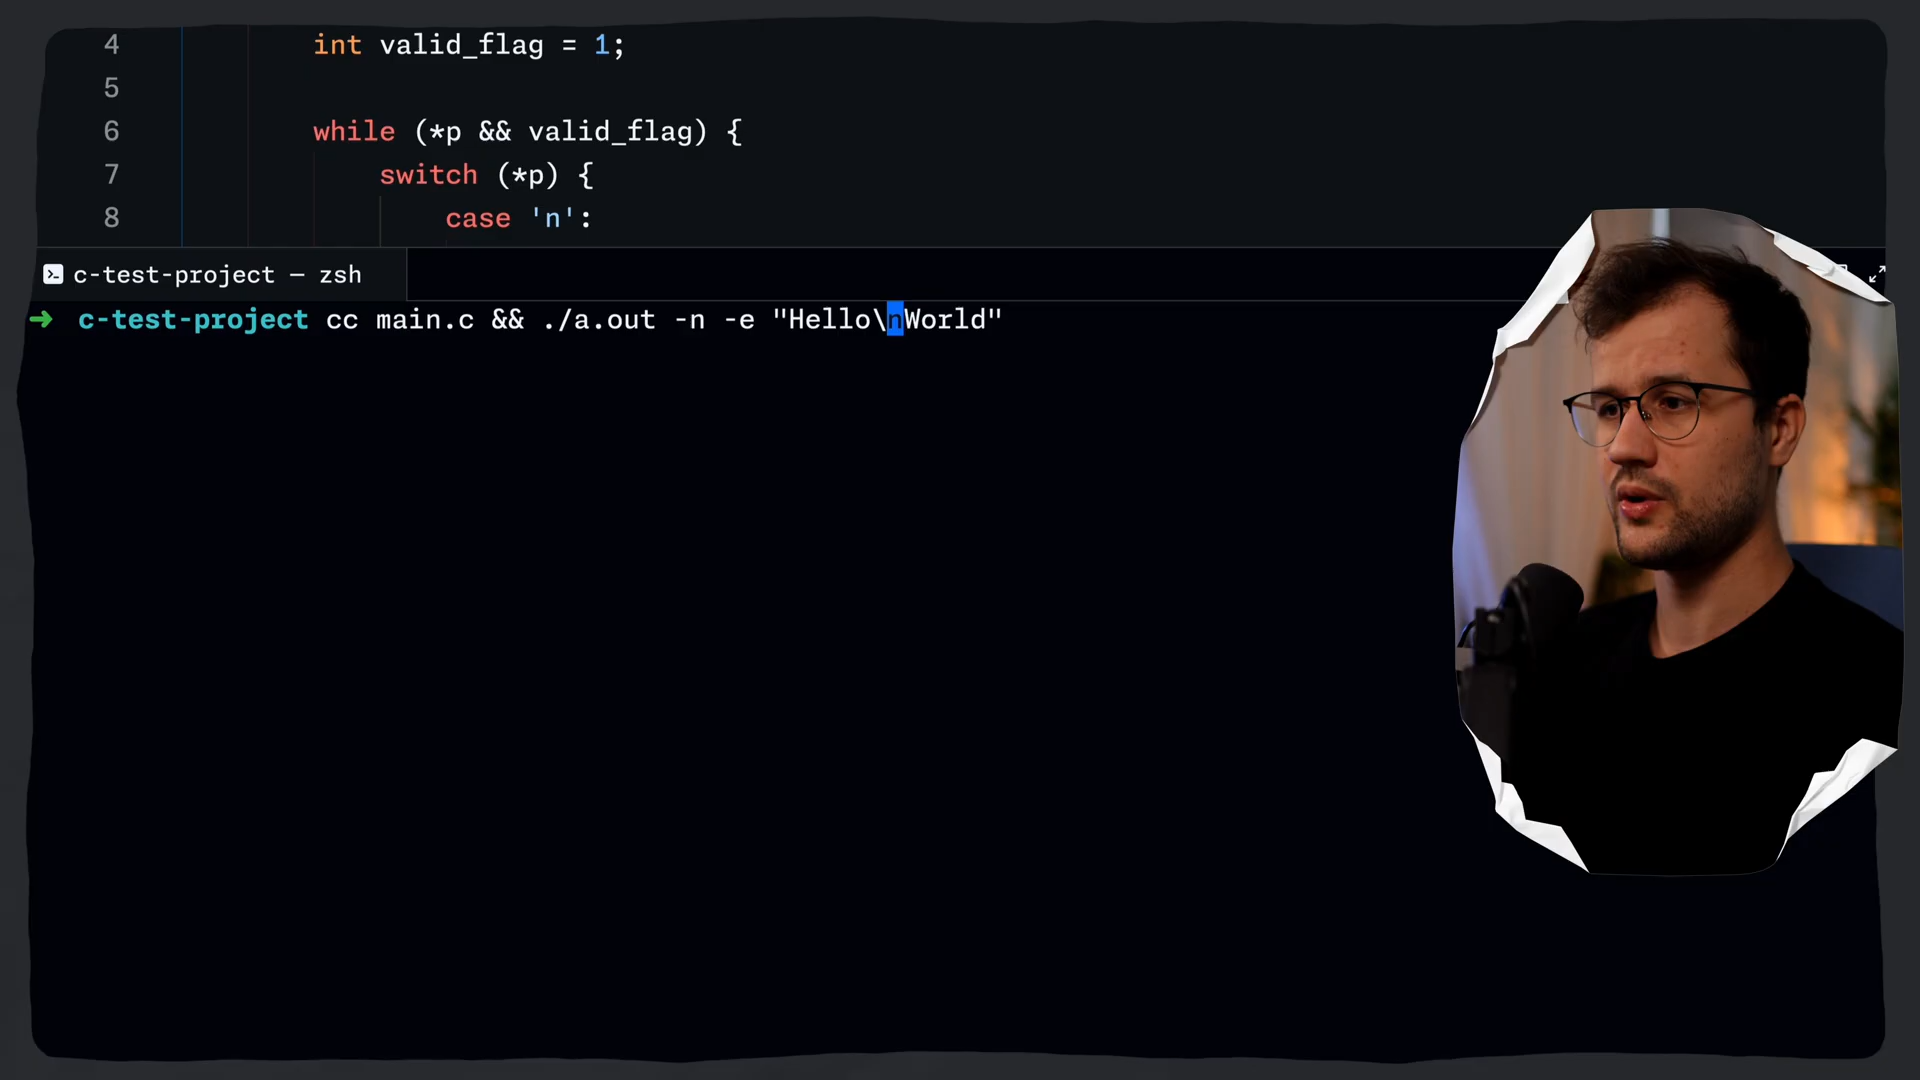 4 int valid_flag = 1;
5
6 while (*p && valid_flag) {
7 switch (*p) {
8 case 'n':
c-test-project — zsh
➜ c-test-project cc main.c && ./a.out -n -e "Hello\nWorld"